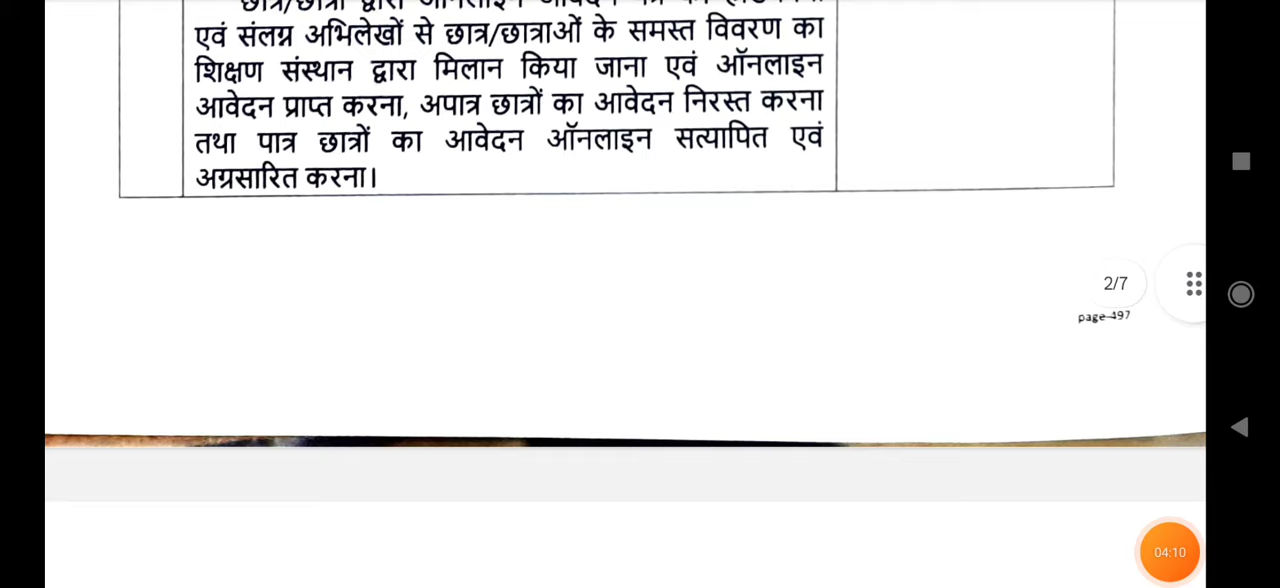 एवं संलग्न अभिलेखों से छात्र/छात्राओं के समस्त विवरण का
शिक्षण संस्थान द्वारा मिलान किया जाना एवं ऑनलाइन
आवेदन प्राप्त करना, अपात्र छात्रों का आवेदन निरस्त करना
तथा पात्र छात्रों का आवेदन ऑनलाइन सत्यापित एवं
अग्रसारित करना।
2/7
page-197
04:10